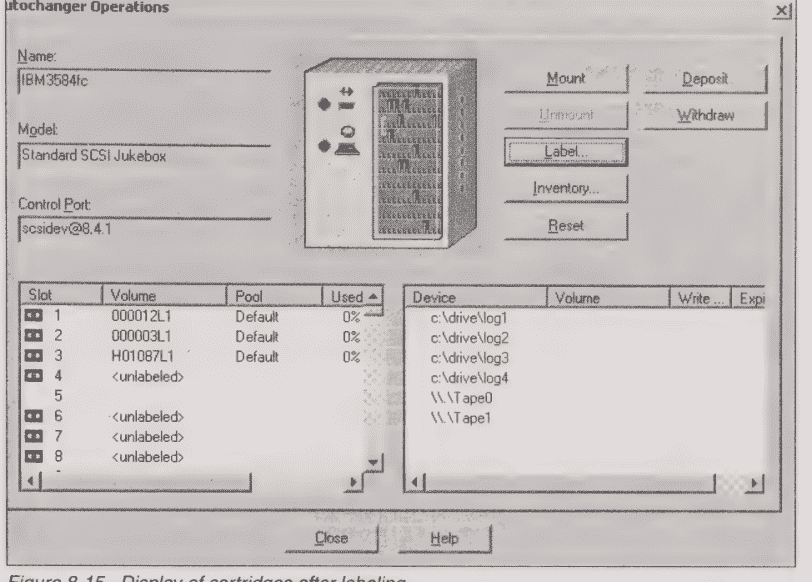 utochanger Operations
Name:
IBM3584fc
Model:
Standard SCSI Jukebox
Control Port:
scsidev@8.4.1
Mount
Deposit
Unmount
Withdraw
Label...
Inventory...
Reset
Slot Volume Pool Used
1 000012L1 Default 0%
2 000003L1 Default 0%
3 H01087L1 Default 0%
4 <unlabeled>
5
6 <unlabeled>
7 <unlabeled>
8 <unlabeled>
Device Volume Write ... Expi
c:\drive\log1
c:\drive\log2
c:\drive\log3
c:\drive\log4
\\.\Tape0
\\.\Tape1
Close
Help
Figure 8-15 Display of cartridges after labeling